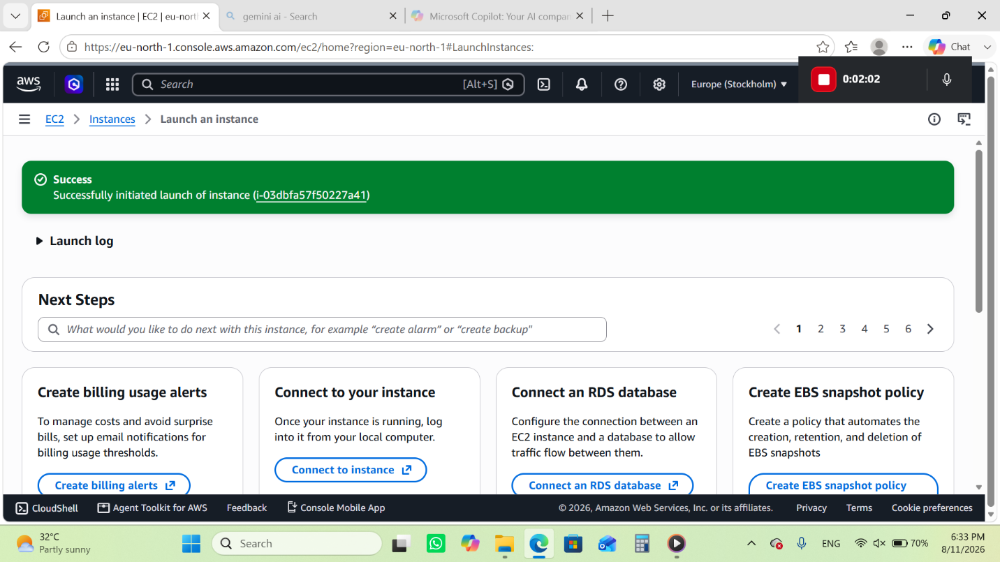 Launch an instance | EC2 | eu-nort
gemini ai - Search
Microsoft Copilot: Your AI compan
https://eu-north-1.console.aws.amazon.com/ec2/home?region=eu-north-1#LaunchInstances:
Chat
aws
Search
[Alt+S]
Europe (Stockholm)
0:02:02
EC2
Instances
Launch an instance
Success
Successfully initiated launch of instance (i-03dbfa57f50227a41)
Launch log
Next Steps
What would you like to do next with this instance, for example “create alarm” or “create backup"
1 2 3 4 5 6
Create billing usage alerts
To manage costs and avoid surprise
bills, set up email notifications for
billing usage thresholds.
Create billing alerts
Connect to your instance
Once your instance is running, log
into it from your local computer.
Connect to instance
Connect an RDS database
Configure the connection between an
EC2 instance and a database to allow
traffic flow between them.
Connect an RDS database
Create EBS snapshot policy
Create a policy that automates the
creation, retention, and deletion of
EBS snapshots
Create EBS snapshot policy
CloudShell
Agent Toolkit for AWS
Feedback
Console Mobile App
© 2026, Amazon Web Services, Inc. or its affiliates.
Privacy
Terms
Cookie preferences
32°C
Partly sunny
Search
ENG
70%
6:33 PM
8/11/2026